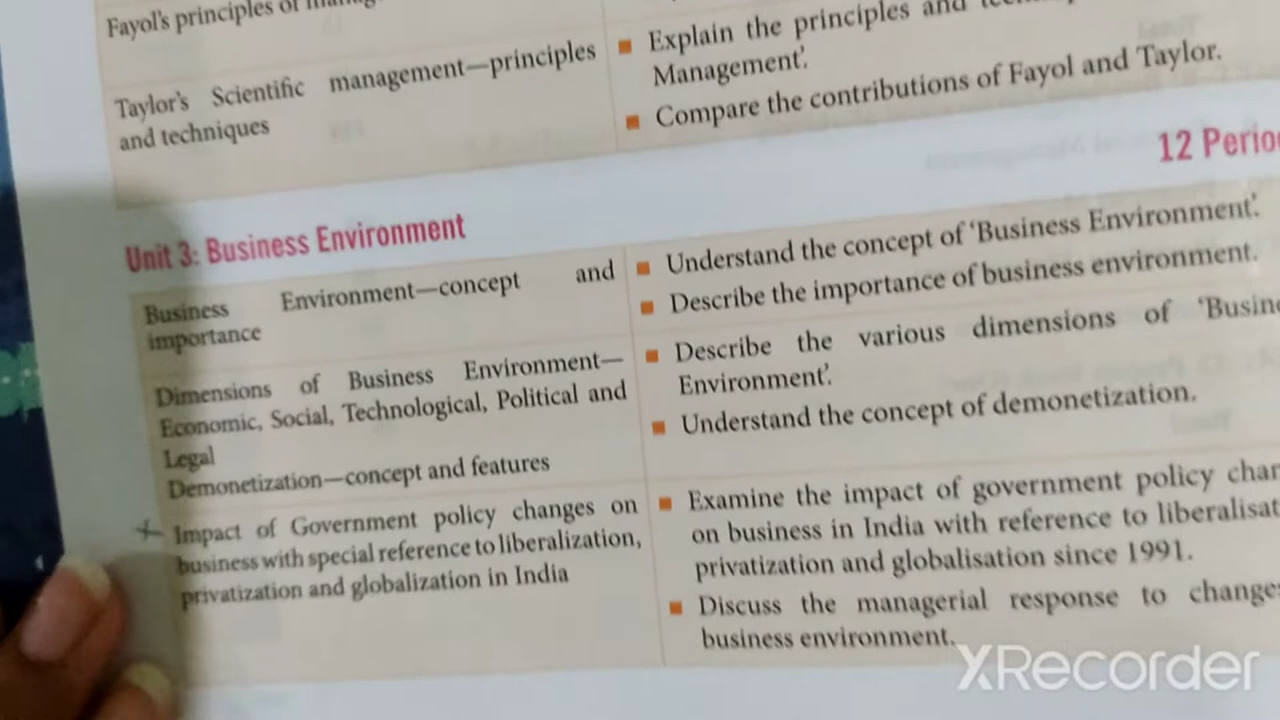 Fayol's principles of
Taylor's Scientific management—principles
and techniques
Explain the principles and
Management'.
Compare the contributions of Fayol and Taylor.
12 Perio
Unit 3: Business Environment
Business Environment—concept and
importance
Dimensions of Business Environment—
Economic, Social, Technological, Political and
Legal
Demonetization—concept and features
Impact of Government policy changes on
business with special reference to liberalization,
privatization and globalization in India
Understand the concept of 'Business Environment'.
Describe the importance of business environment.
Describe the various dimensions of 'Busine
Environment'.
Understand the concept of demonetization.
Examine the impact of government policy chan
on business in India with reference to liberalisat
privatization and globalisation since 1991.
Discuss the managerial response to changes
business environment.
XRecorder